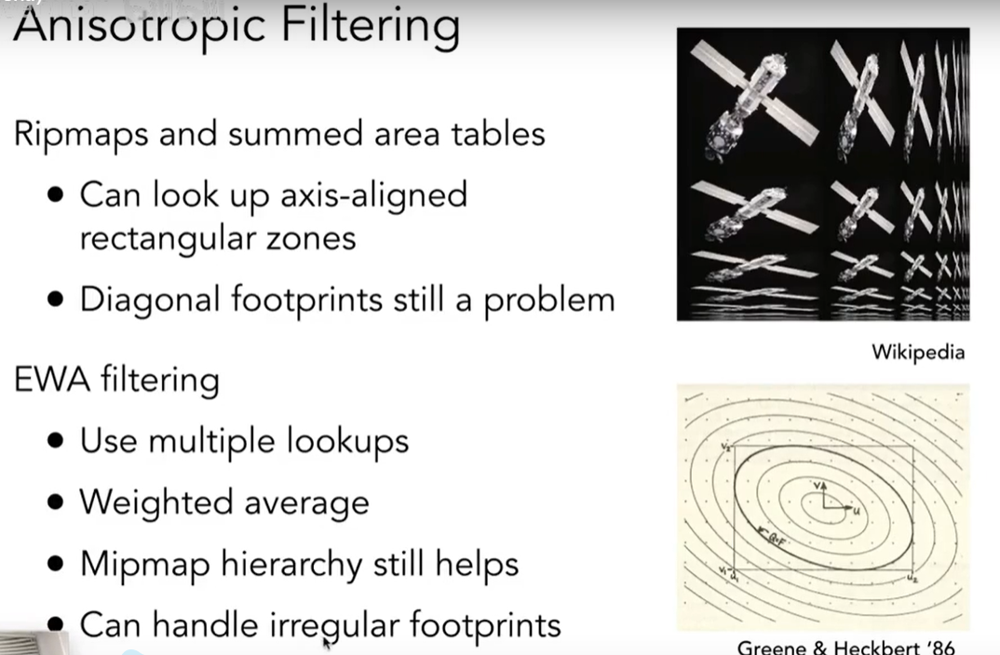 Anisotropic Filtering
Ripmaps and summed area tables
• Can look up axis-aligned
rectangular zones
• Diagonal footprints still a problem
Wikipedia
EWA filtering
• Use multiple lookups
• Weighted average
• Mipmap hierarchy still helps
• Can handle irregular footprints
V₂
V
U
Q=F
V₁
U₁
U₂
Greene & Heckbert '86